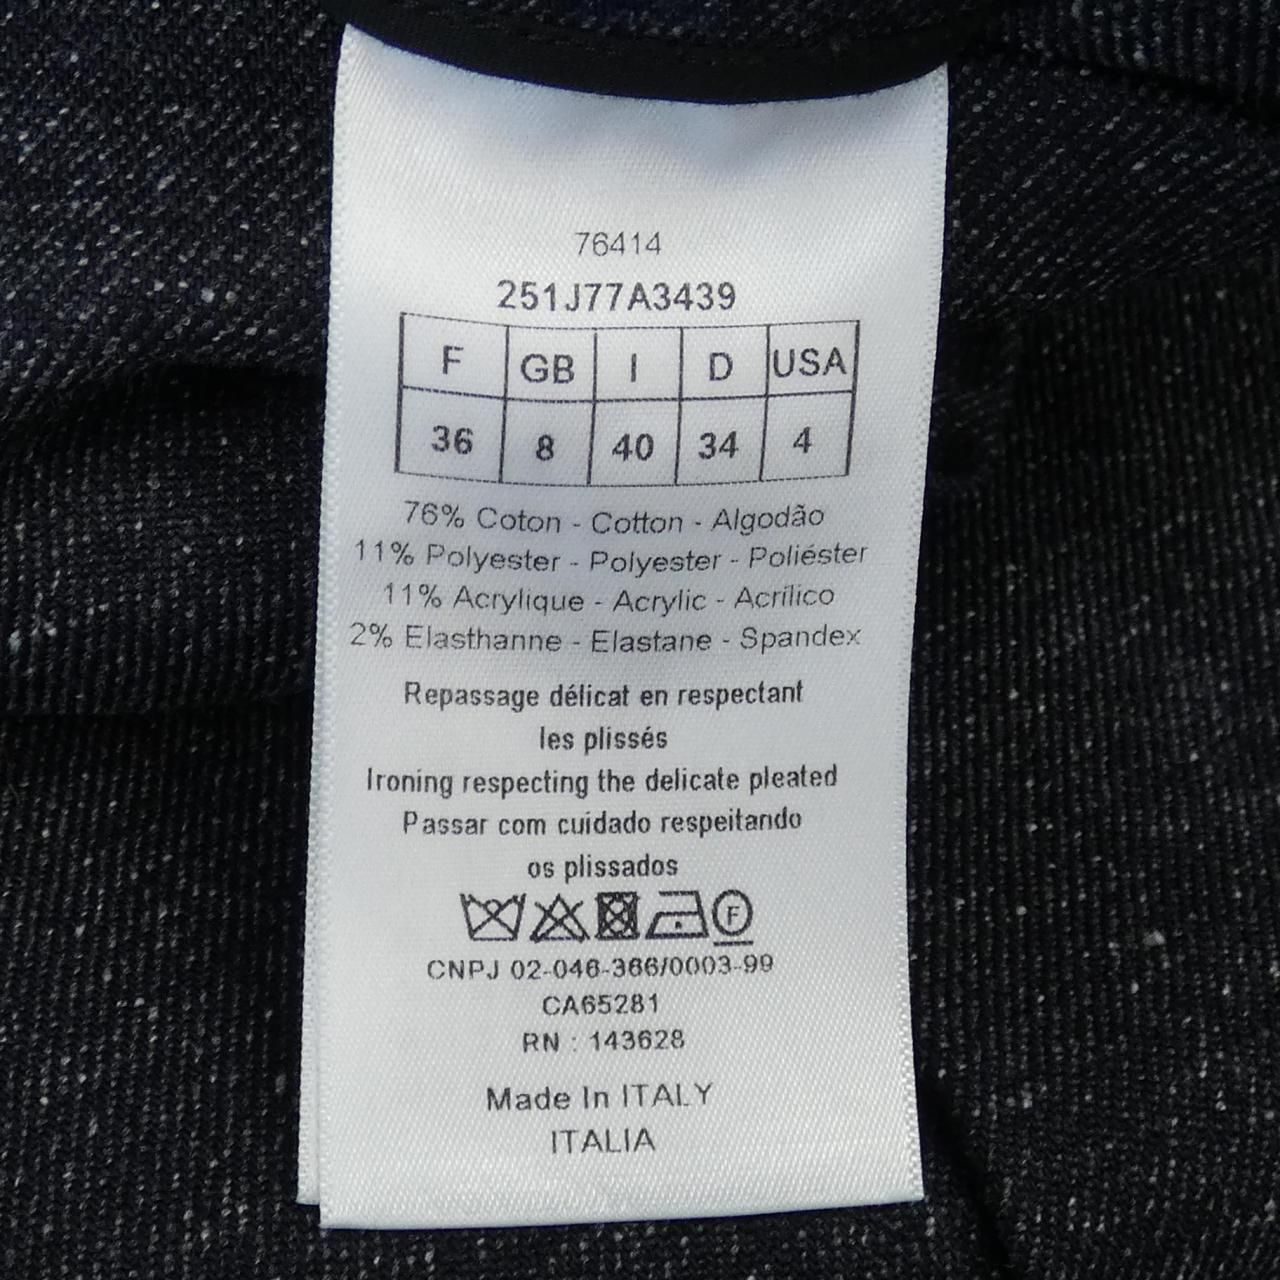 76414
251J77A3439
F GB I D USA
36 8 40 34 4
76% Coton - Cotton - Algodão
11% Polyester - Polyester - Poliéster
11% Acrylique - Acrylic - Acrílico
2% Elasthanne - Elastane - Spandex
Repassage délicat en respectant
les plissés
Ironing respecting the delicate pleated
Passar com cuidado respeitando
os plissados
F
CNPJ 02-046-366/0003-99
CA65281
RN : 143628
Made In ITALY
ITALIA